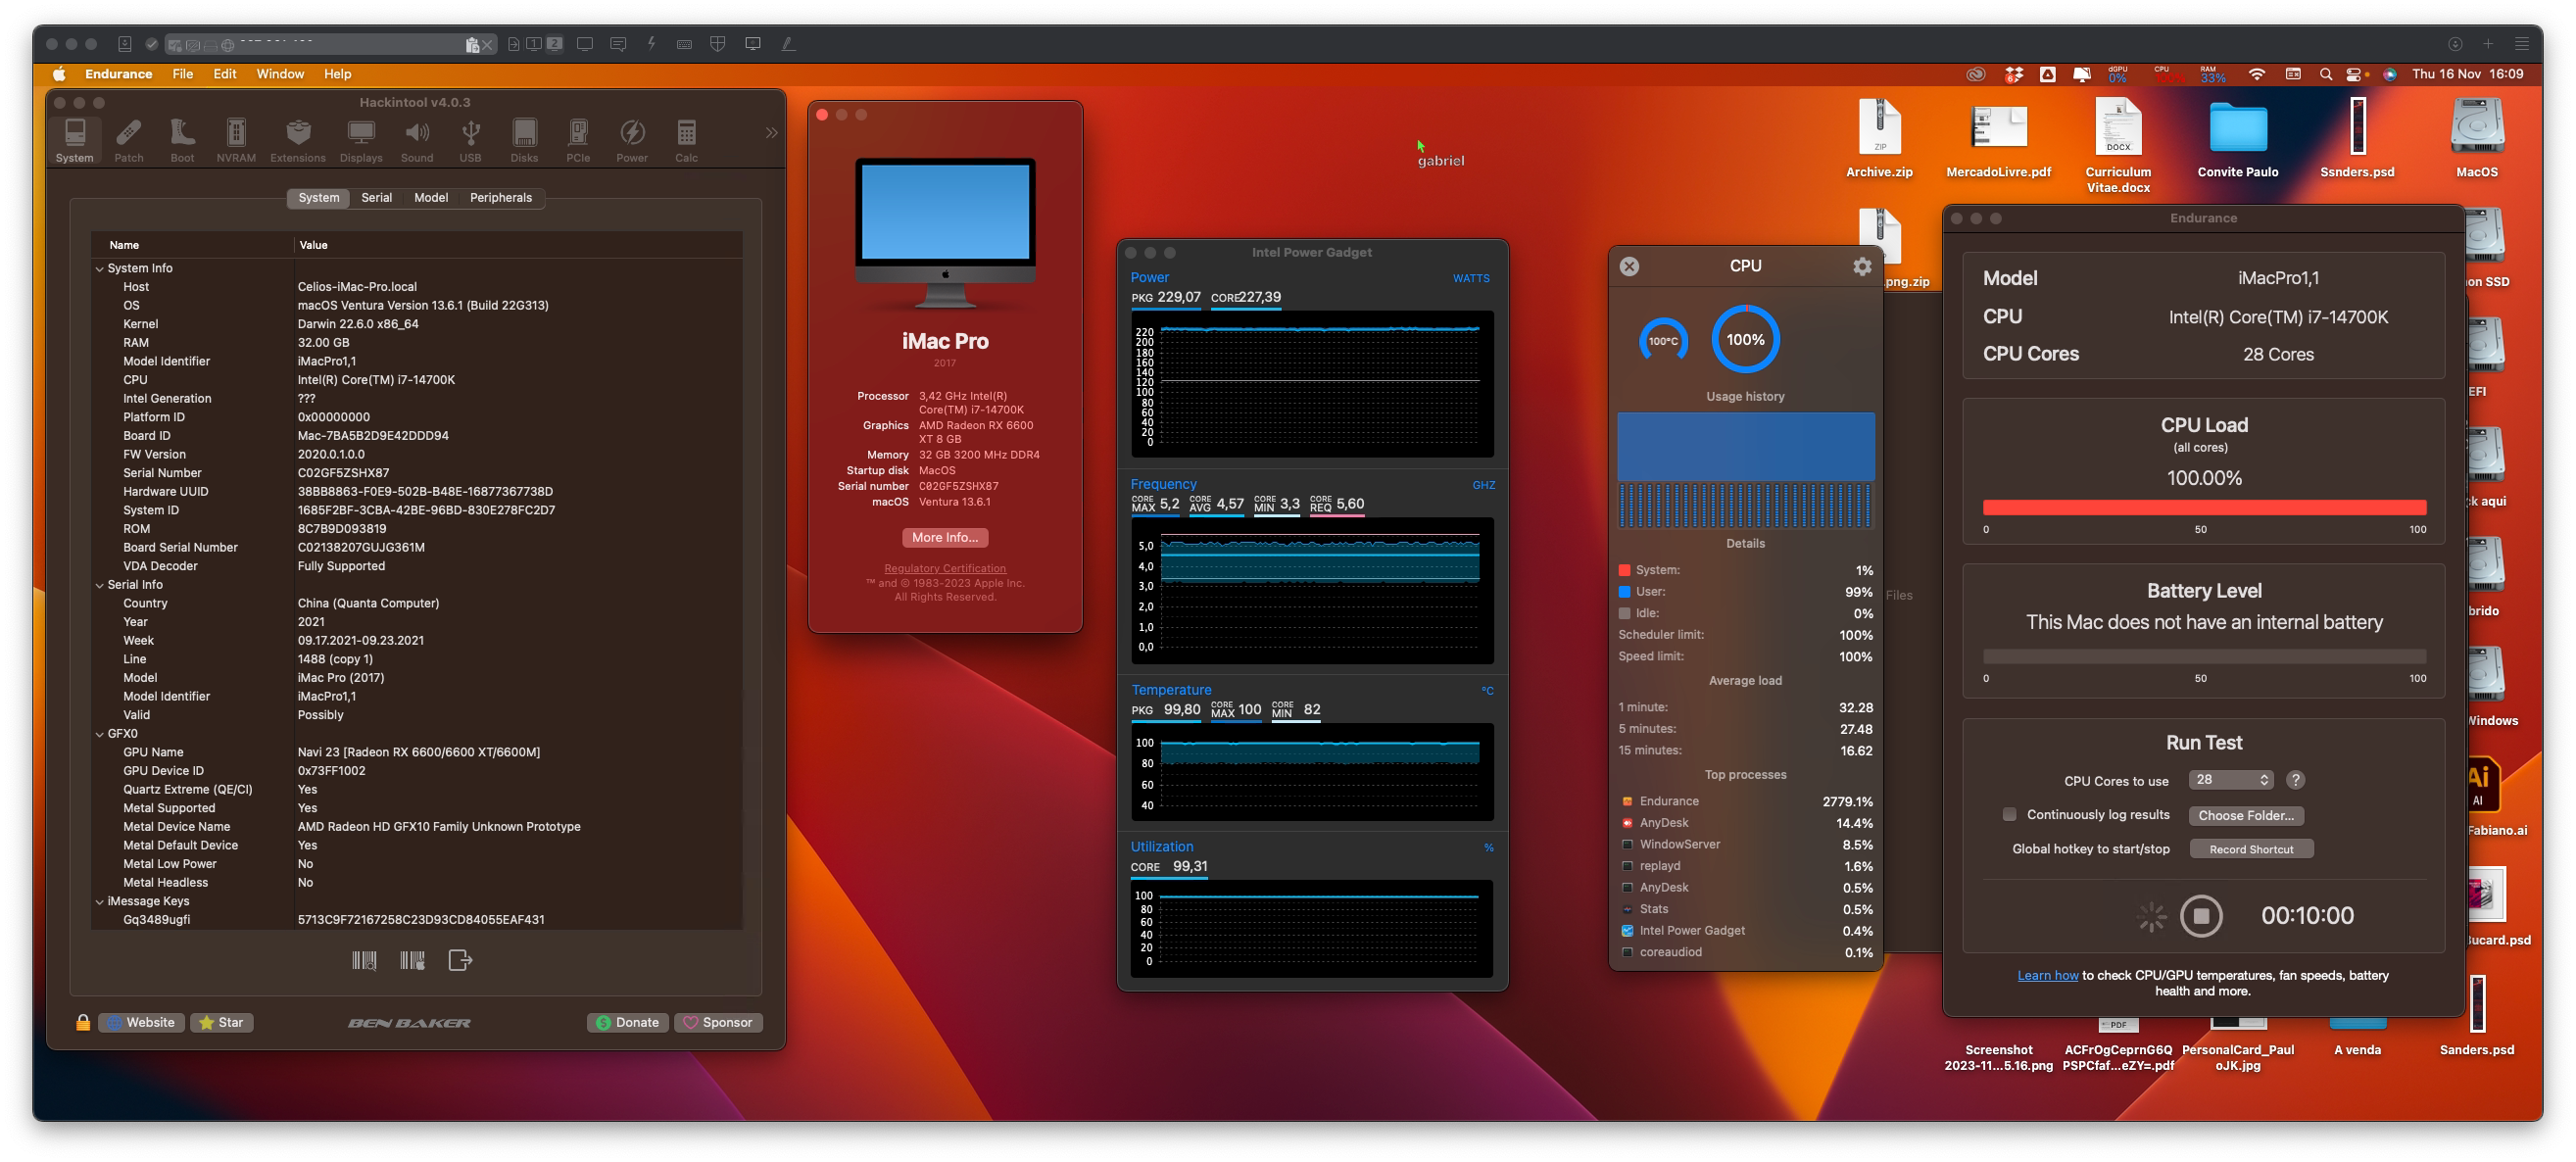 Endurance File Edit Window Help
dGPU 0% CPU RAM 33% Thu 16 Nov 16:09
Hackintool v4.0.3
System Patch Boot NVRAM Extensions Displays Sound USB Disks PCIe Power Calc
System Serial Model Peripherals
Name Value
System Info
Host Celios-iMac-Pro.local
OS macOS Ventura Version 13.6.1 (Build 22G313)
Kernel Darwin 22.6.0 x86_64
RAM 32.00 GB
Model Identifier iMacPro1,1
CPU Intel(R) Core(TM) i7-14700K
Intel Generation ???
Platform ID 0x00000000
Board ID Mac-7BA5B2D9E42DDD94
FW Version 2020.0.1.0.0
Serial Number C02GF5ZSHX87
Hardware UUID 38BB8863-F0E9-502B-B48E-16877367738D
System ID 1685F2BF-3CBA-42BE-96BD-830E278FC2D7
ROM 8C7B9D093819
Board Serial Number C02138207GUJG361M
VDA Decoder Fully Supported
Serial Info
Country China (Quanta Computer)
Year 2021
Week 09.17.2021-09.23.2021
Line 1488 (copy 1)
Model iMac Pro (2017)
Model Identifier iMacPro1,1
Valid Possibly
GFX0
GPU Name Navi 23 [Radeon RX 6600/6600 XT/6600M]
GPU Device ID 0x73FF1002
Quartz Extreme (QE/CI) Yes
Metal Supported Yes
Metal Device Name AMD Radeon HD GFX10 Family Unknown Prototype
Metal Default Device Yes
Metal Low Power No
Metal Headless No
iMessage Keys
Gq3489ugfi 5713C9F72167258C23D93CD84055EAF431
Website Star BEN BAKER Donate Sponsor
iMac Pro
2017
Processor 3,42 GHz Intel(R)
Core(TM) i7-14700K
Graphics AMD Radeon RX 6600
XT 8 GB
Memory 32 GB 3200 MHz DDR4
Startup disk MacOS
Serial number C02GF5ZSHX87
macOS Ventura 13.6.1
More Info...
Regulatory Certification
™ and © 1983-2023 Apple Inc.
All Rights Reserved.
gabriel
Intel Power Gadget
Power WATTS
PKG 229,07 CORE 227,39
220
200
180
160
140
120
100
80
60
40
20
0
Frequency GHZ
CORE MAX 5,2 CORE AVG 4,57 CORE MIN 3,3 CORE REQ 5,60
5,0
4,0
3,0
2,0
1,0
0,0
Temperature °C
PKG 99,80 CORE MAX 100 CORE MIN 82
100
80
60
40
Utilization %
CORE 99,31
100
80
60
40
20
0
CPU
100°C 100%
Usage history
Details
System: 1%
User: 99%
Idle: 0%
Scheduler limit: 100%
Speed limit: 100%
Average load
1 minute: 32.28
5 minutes: 27.48
15 minutes: 16.62
Top processes
Endurance 2779.1%
AnyDesk 14.4%
WindowServer 8.5%
replayd 1.6%
AnyDesk 0.5%
Stats 0.5%
Intel Power Gadget 0.4%
coreaudiod 0.1%
ZIP DOCX
Archive.zip MercadoLivre.pdf Curriculum Vitae.docx Convite Paulo Ssnders.psd MacOS
.png.zip
Files
Endurance
Model iMacPro1,1
CPU Intel(R) Core(TM) i7-14700K
CPU Cores 28 Cores
CPU Load
(all cores)
100.00%
0 50 100
Battery Level
This Mac does not have an internal battery
0 50 100
Run Test
CPU Cores to use 28 ?
Continuously log results Choose Folder...
Global hotkey to start/stop Record Shortcut
00:10:00
Learn how to check CPU/GPU temperatures, fan speeds, battery
health and more.
on SSD
EFI
k aqui
brido
Windows
Ai
AI
Fabiano.ai
Bucard.psd
PDF
Screenshot
2023-11...5.16.png
ACFrOgCeprnG6Q
PSPCfaf...eZY=.pdf
PersonalCard_Paul
oJK.jpg
A venda
Sanders.psd